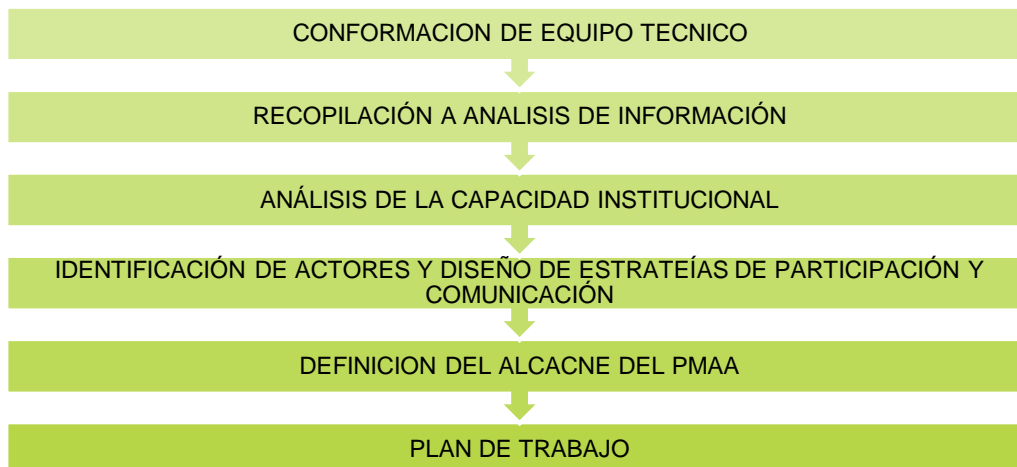 CONFORMACION DE EQUIPO TECNICO
RECOPILACIÓN A ANALISIS DE INFORMACIÓN
ANÁLISIS DE LA CAPACIDAD INSTITUCIONAL
IDENTIFICACIÓN DE ACTORES Y DISEÑO DE ESTRATEÍAS DE PARTICIPACIÓN Y
COMUNICACIÓN
DEFINICION DEL ALCACNE DEL PMAA
PLAN DE TRABAJO